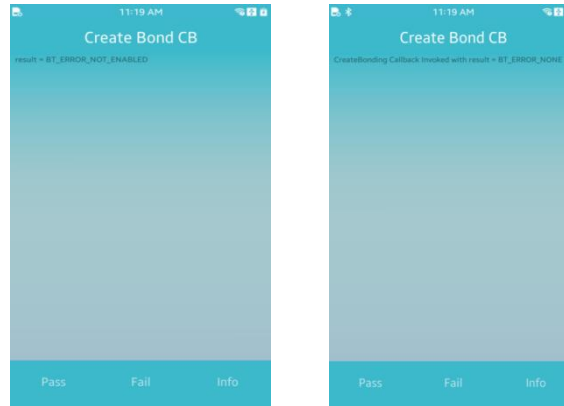 11:19 AM
Create Bond CB
result = BT_ERROR_NOT_ENABLED
Pass Fail Info
11:19 AM
Create Bond CB
CreateBonding Callback Invoked with result = BT_ERROR_NONE
Pass Fail Info